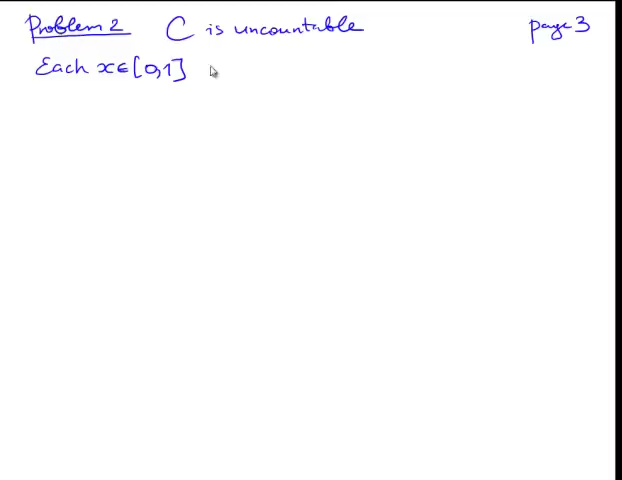 Problem 2 C is uncountable page 3
Each x∈[0,1]